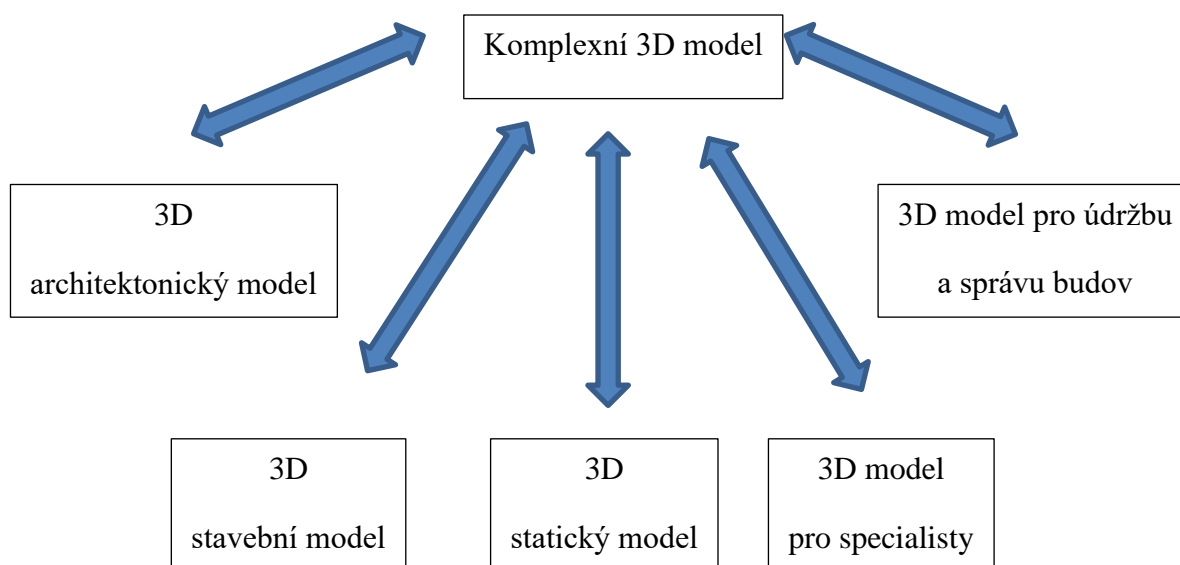 Komplexní 3D model
3D
architektonický model
3D model pro údržbu
a správu budov
3D
stavební model
3D
statický model
3D model
pro specialisty